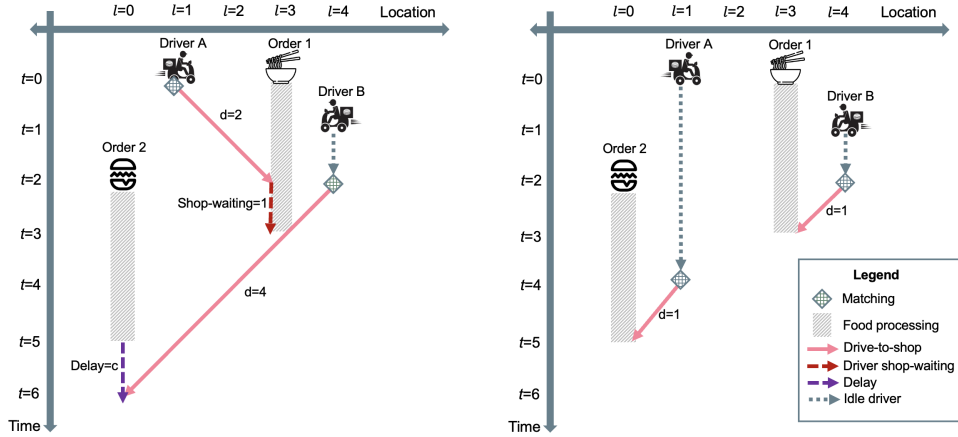 l=0 l=1 l=2 l=3 l=4 Location
Driver A Order 1
t=0
Driver B
d=2
t=1
Order 2
t=2
Shop-waiting=1
t=3
t=4
d=4
t=5
Delay=c
t=6
Time
l=0 l=1 l=2 l=3 l=4 Location
Driver A Order 1
t=0
Driver B
t=1
Order 2
t=2
d=1
t=3
t=4
d=1
t=5
t=6
Time
Legend
Matching
Food processing
Drive-to-shop
Driver shop-waiting
Delay
Idle driver